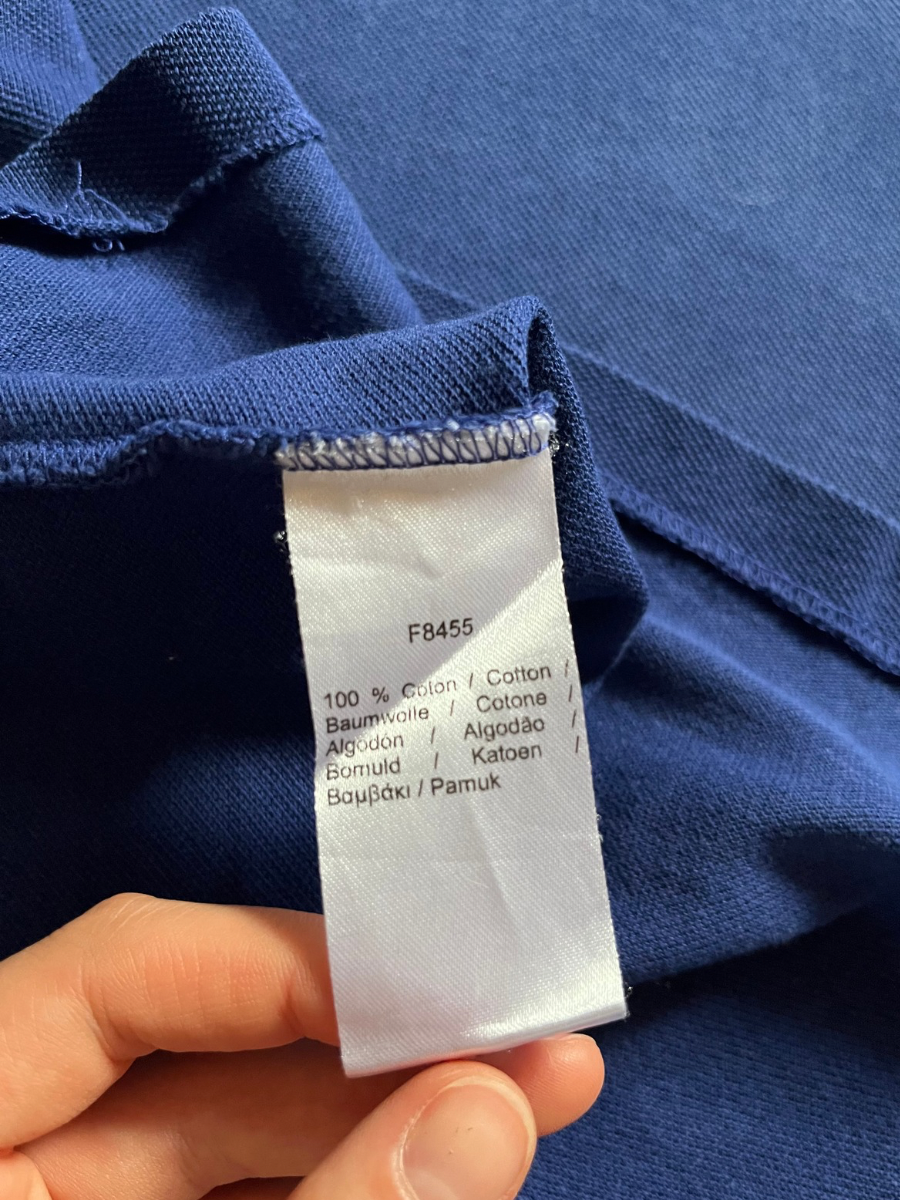 F8455
100 % Coton / Cotton /
Baumwolle / Cotone /
Algodón / Algodão /
Bomuld / Katoen /
Βαμβάκι / Pamuk